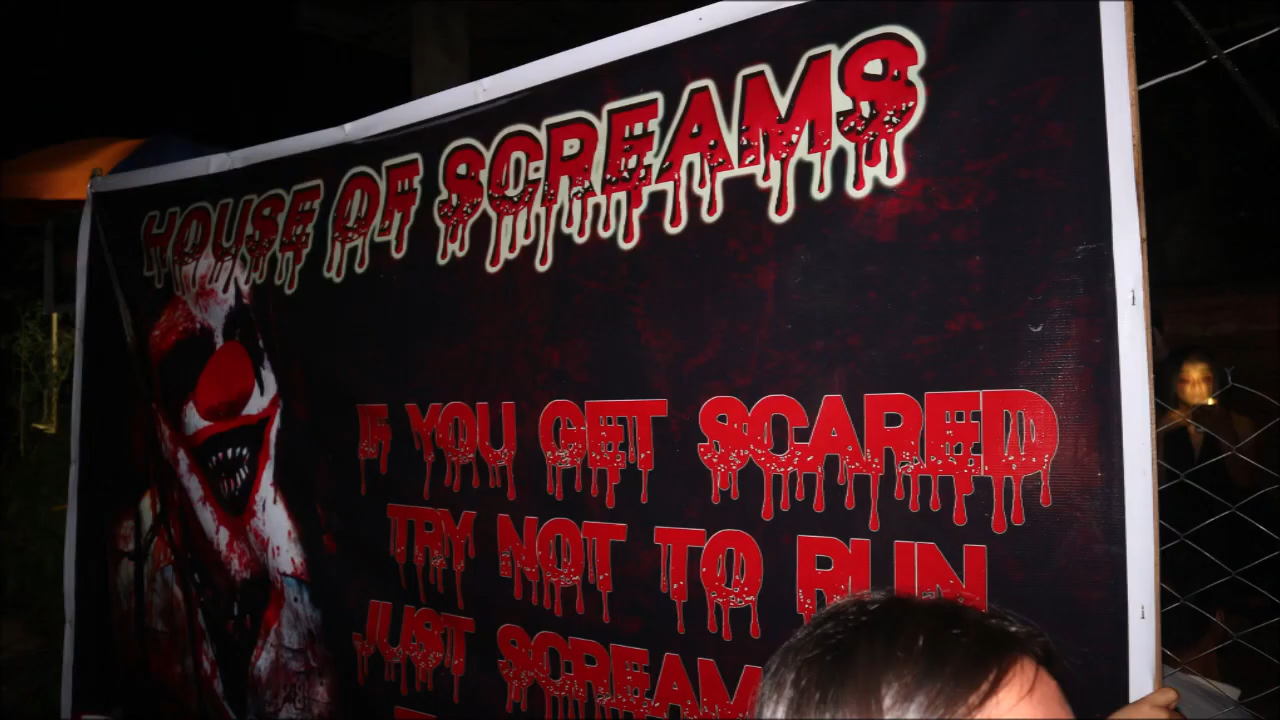 HOUSE OF SCREAMS
IF YOU GET SCARED
TRY NOT TO RUN
JUST SCREAM